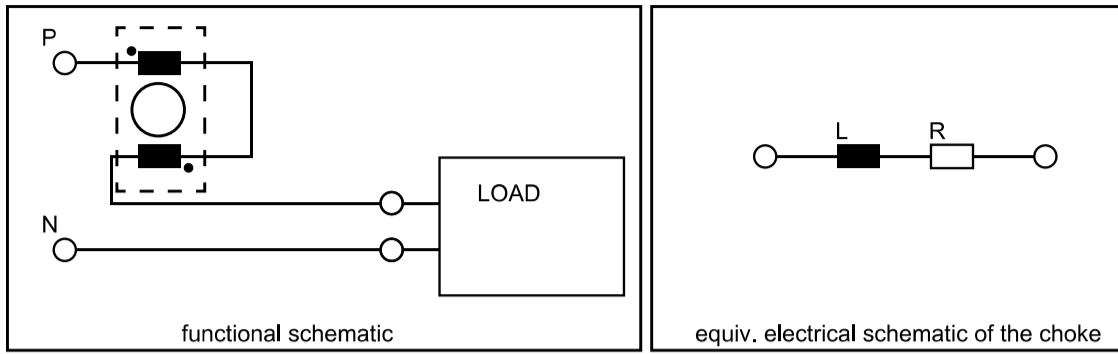 P
N
LOAD
functional schematic
L
R
equiv. electrical schematic of the choke